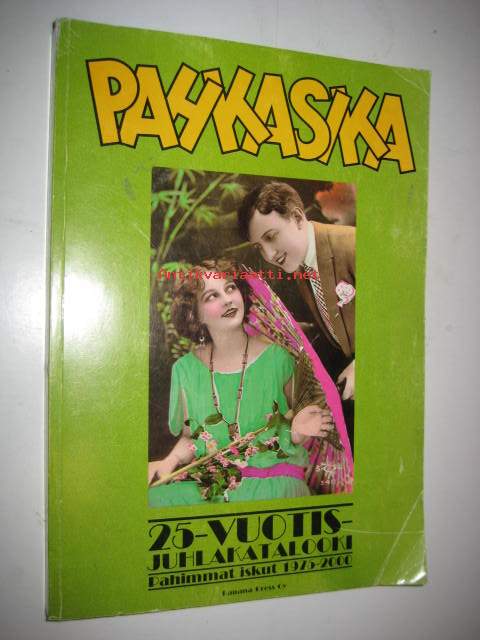 PAHKASIKA
Antikvariaatti.net
25-VUOTIS-
JUHLAKATALOOKI
Pahimmat iskut 1975-2000
Banana Press Oy